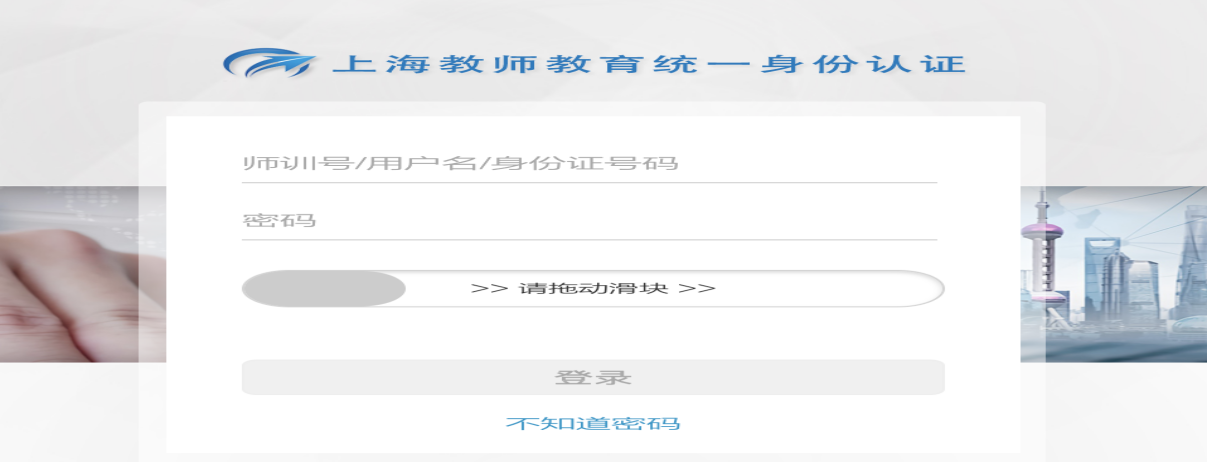 上海教师教育统一身份认证
师训号/用户名/身份证号码
密码
>> 请拖动滑块 >>
登录
不知道密码